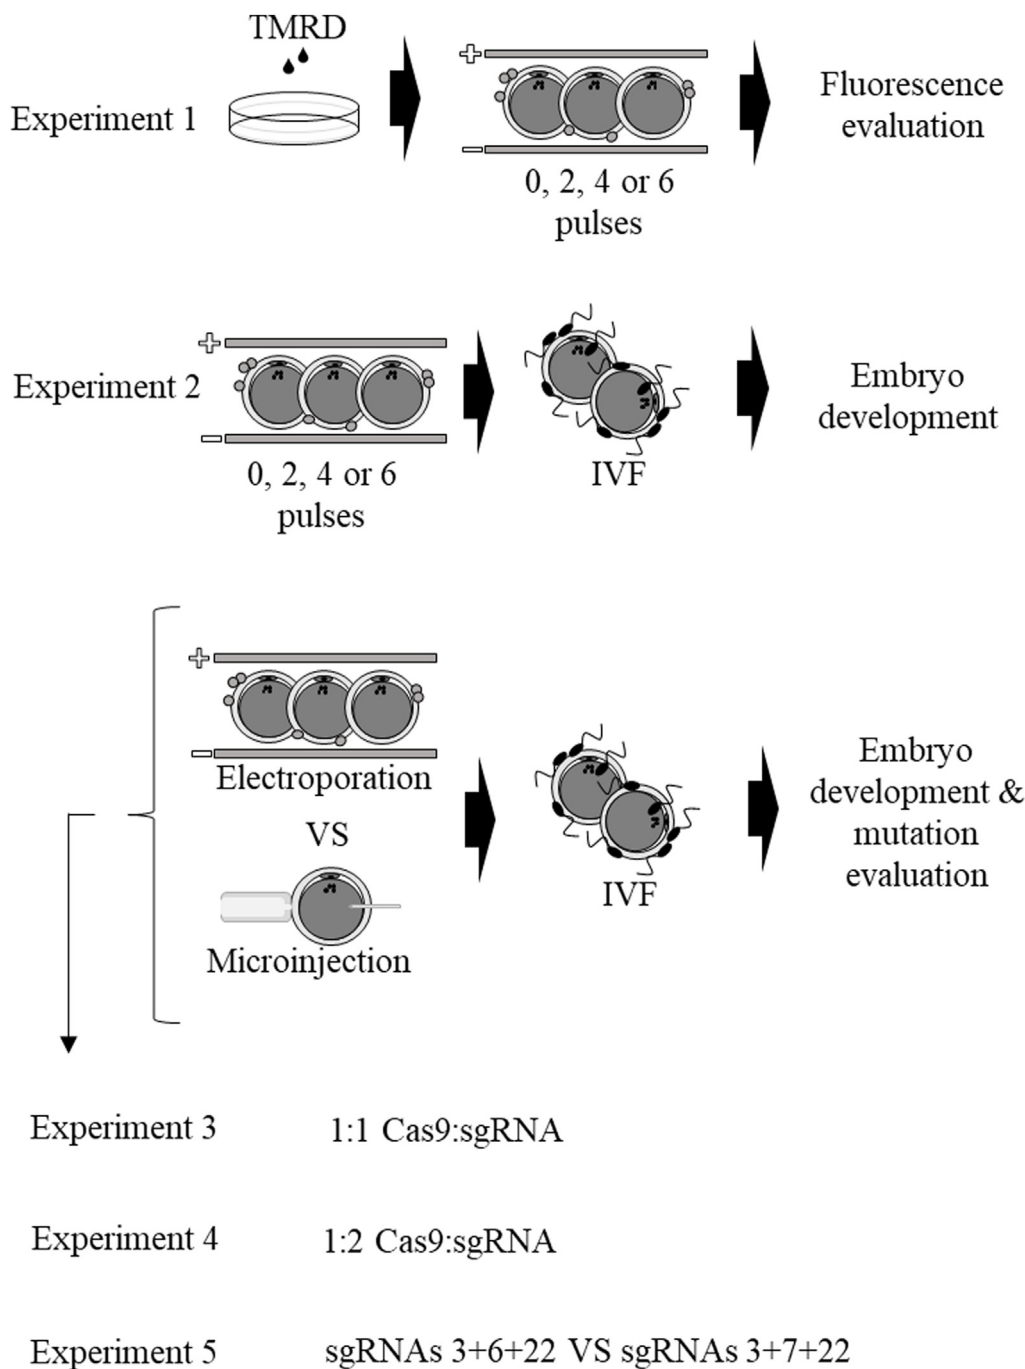 TMRD
Experiment 1
0, 2, 4 or 6
pulses
Fluorescence
evaluation
Experiment 2
0, 2, 4 or 6
pulses
IVF
Embryo
development
Electroporation
VS
Microinjection
IVF
Embryo
development &
mutation
evaluation
Experiment 3 1:1 Cas9:sgRNA
Experiment 4 1:2 Cas9:sgRNA
Experiment 5 sgRNAs 3+6+22 VS sgRNAs 3+7+22